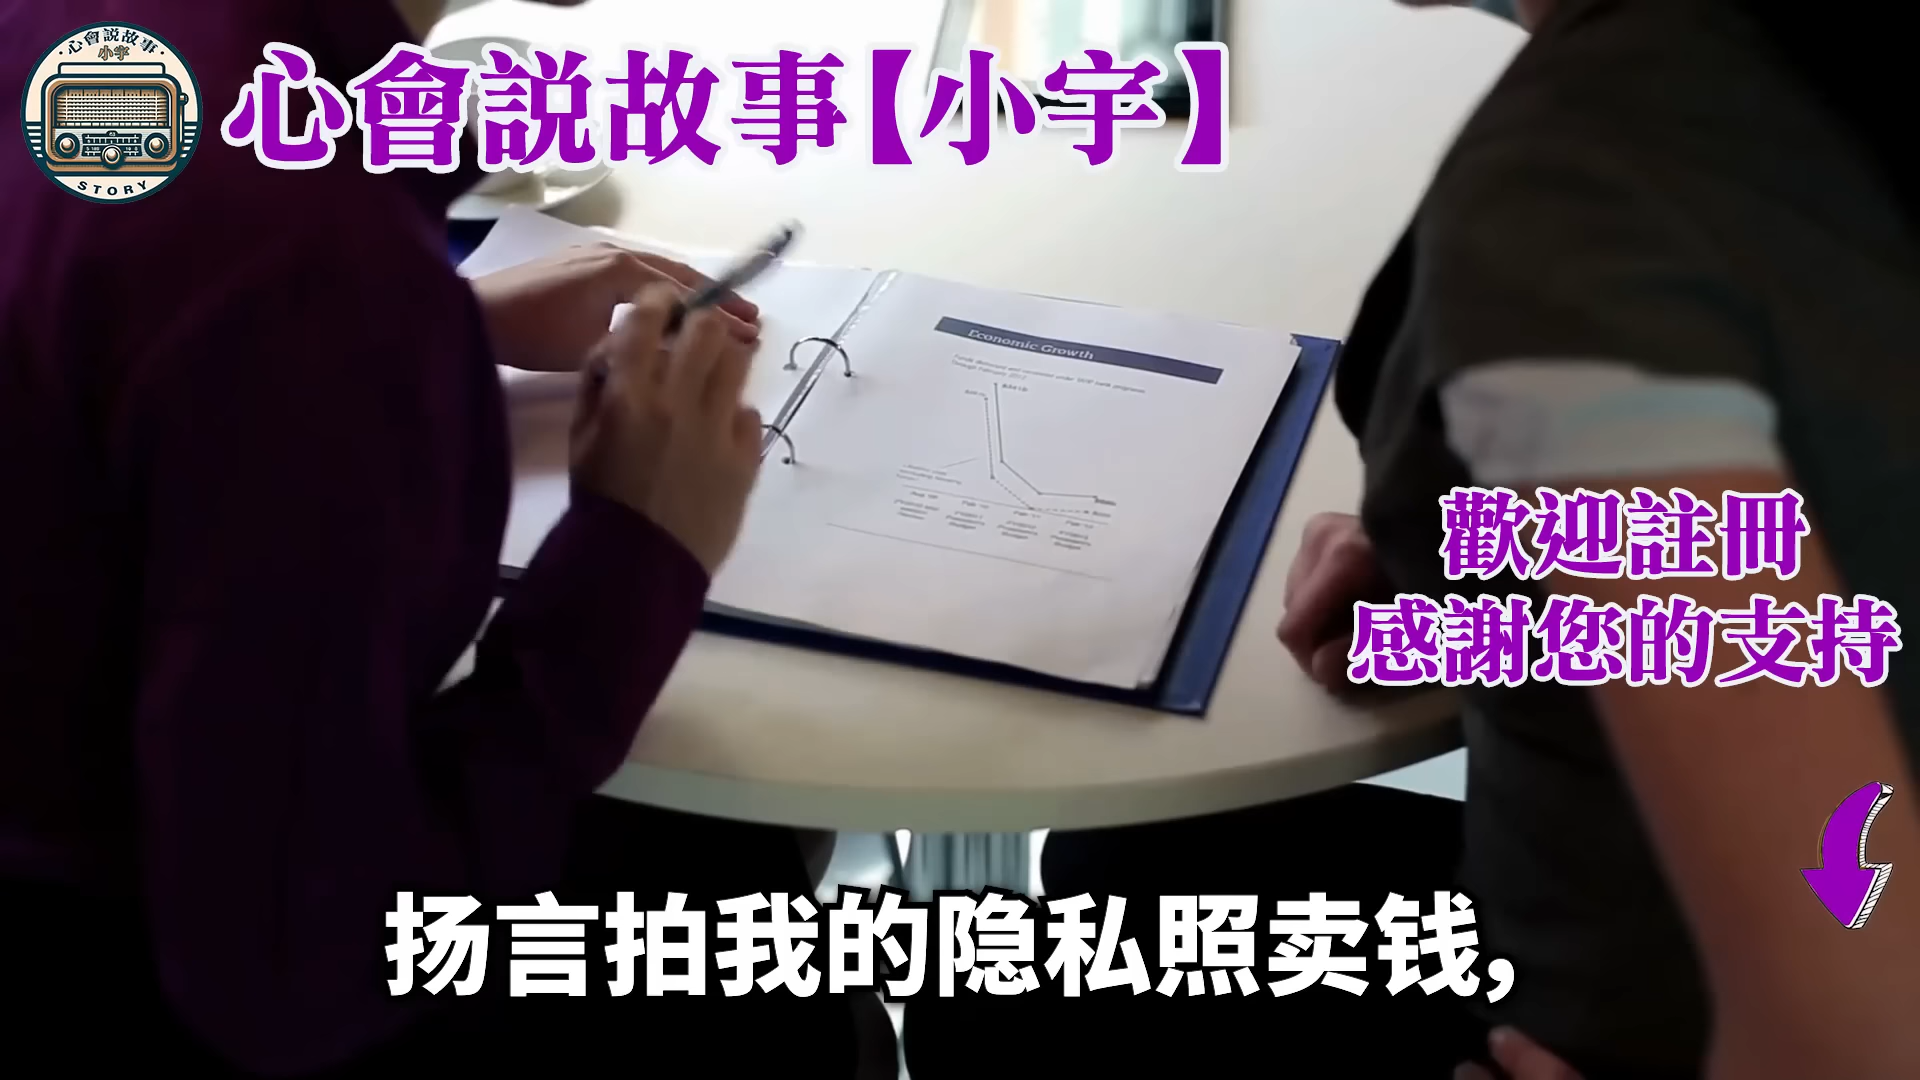 ·心會説故事·
小宇
STORY
心會説故事【小宇】
Economic Growth
歡迎註冊
感謝您的支持
扬言拍我的隐私照卖钱,